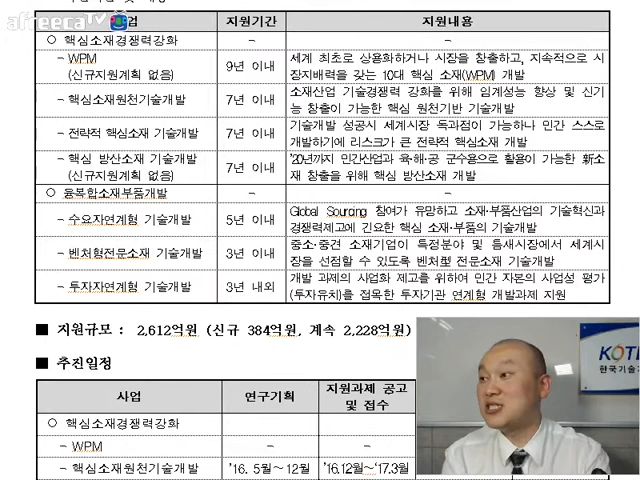 afreecaTV
업 지원기간 지원내용
○ 핵심소재경쟁력강화 - -
- WPM
(신규지원계획 없음) 9년 이내 세계 최초로 상용화하거나 시장을 창출하고, 지속적으로 시
장지배력을 갖는 10대 핵심 소재(WPM) 개발
- 핵심소재원천기술개발 7년 이내 소재산업 기술경쟁력 강화를 위해 임계성능 향상 및 신기
능 창출이 가능한 핵심 원천기반 기술개발
- 전략적 핵심소재 기술개발 7년 이내 기술개발 성공시 세계시장 독과점이 가능하나 민간 스스로
개발하기에 리스크가 큰 전략적 핵심소재 개발
- 핵심 방산소재 기술개발
(신규지원계획 없음) 7년 이내 '20년까지 민간산업과 육·해·공 군수용으로 활용이 가능한 新소
재 창출을 위해 핵심 방산소재 개발
○ 융복합소재부품개발 - -
- 수요자연계형 기술개발 5년 이내 Global Sourcing 참여가 유망하고 소재·부품산업의 기술혁신과
경쟁력제고에 긴요한 핵심 소재·부품의 기술개발
- 벤처형전문소재 기술개발 3년 이내 중소·중견 소재기업이 특정분야 및 틈새시장에서 세계시
장을 선점할 수 있도록 벤처型 전문소재 기술개발
- 투자자연계형 기술개발 3년 내외 개발 과제의 사업화 제고를 위하여 민간 자본의 사업성 평가
(투자유치)를 접목한 투자기관 연계형 개발과제 지원
■ 지원규모 : 2,612억원 (신규 384억원, 계속 2,228억원)
■ 추진일정
사업 연구기획 지원과제 공고
및 접수
○ 핵심소재경쟁력강화
- WPM - -
- 핵심소재원천기술개발 '16. 5월~12월 '16.12월~'17.3월
한국기술